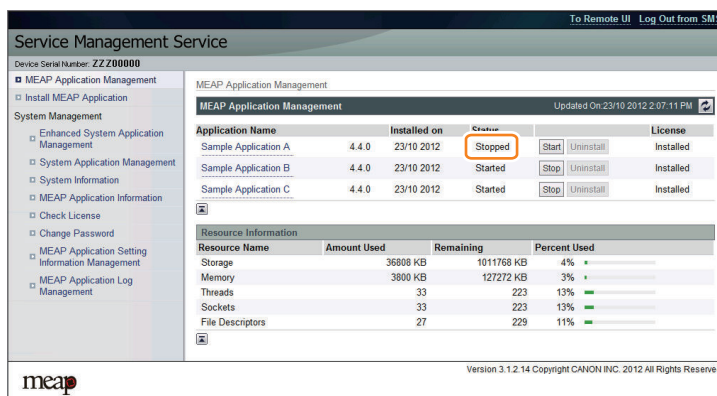 To Remote UI Log Out from SMS
Service Management Service
Device Serial Number: ZZZ00000
MEAP Application Management
Install MEAP Application
System Management
Enhanced System Application
Management
System Application Management
System Information
MEAP Application Information
Check License
Change Password
MEAP Application Setting
Information Management
MEAP Application Log
Management
MEAP Application Management
MEAP Application Management Updated On:23/10 2012 2:07:11 PM
Application Name Installed on Status License
Sample Application A 4.4.0 23/10 2012 Stopped Start Uninstall Installed
Sample Application B 4.4.0 23/10 2012 Started Stop Uninstall Installed
Sample Application C 4.4.0 23/10 2012 Started Stop Uninstall Installed
Resource Information
Resource Name Amount Used Remaining Percent Used
Storage 36808 KB 1011768 KB 4%
Memory 3800 KB 127272 KB 3%
Threads 33 223 13%
Sockets 33 223 13%
File Descriptors 27 229 11%
Version 3.1.2.14 Copyright CANON INC. 2012 All Rights Reserve
meap